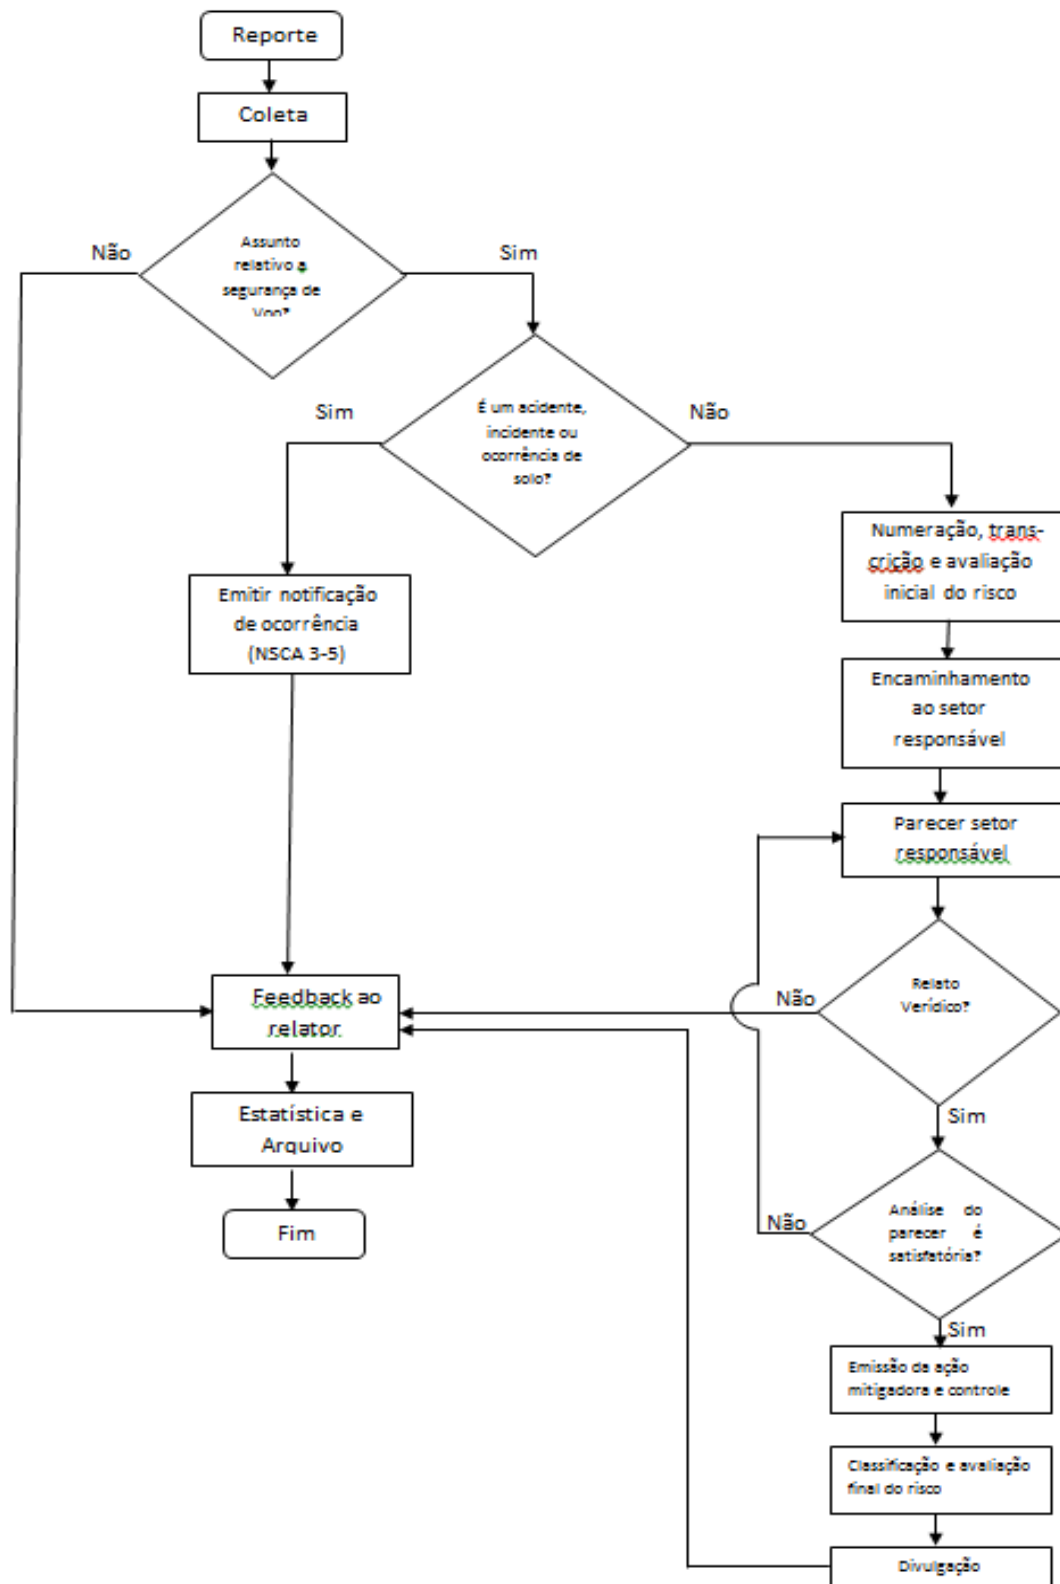 Reporte
Coleta
Assunto
relativo a
segurança de
Voo?
Não
Sim
É um acidente,
incidente ou
ocorrência de
solo?
Sim
Não
Numeração, trans-
crição e avaliação
inicial do risco
Emitir notificação
de ocorrência
(NSCA 3-5)
Encaminhamento
ao setor
responsável
Parecer setor
responsável
Relato
Verídico?
Não
Feedback ao
relator.
Estatística e
Arquivo
Fim
Sim
Análise do
parecer é
satisfatória?
Não
Sim
Emissão da ação
mitigadora e controle
Classificação e avaliação
final do risco
Divulgação